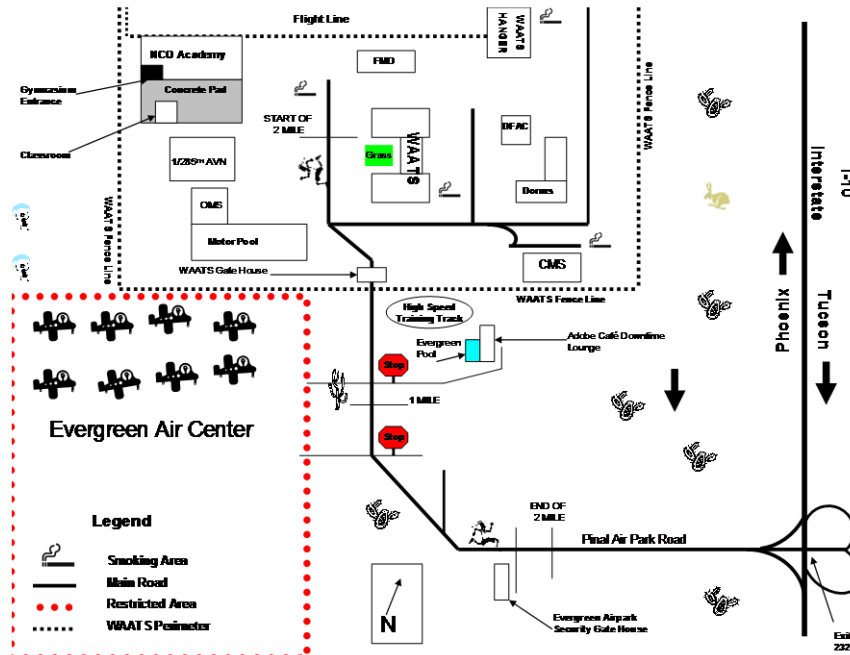 Flight Line
WAATS
HANGER
NCO Academy
FMO
Gymnasium
Entrance
Concrete Pad
START OF
2 MILE
DFAC
WAATS Fence Line
Classroom
1/285TH AVN
Grass
WAATS
Dorms
OMS
Motor Pool
WAATS Fence Line
WAATS Gate House
CMS
WAATS Fence Line
I-10
Interstate
Phoenix
Tucson
High Speed
Training Track
Evergreen
Pool
Adobe Café Downtime
Lounge
Stop
1 MILE
Stop
Evergreen Air Center
END OF
2 MILE
Pinal Air Park Road
Legend
Smoking Area
Main Road
Restricted Area
WAATS Perimeter
N
Evergreen Airpark
Security Gate House
Exit
232